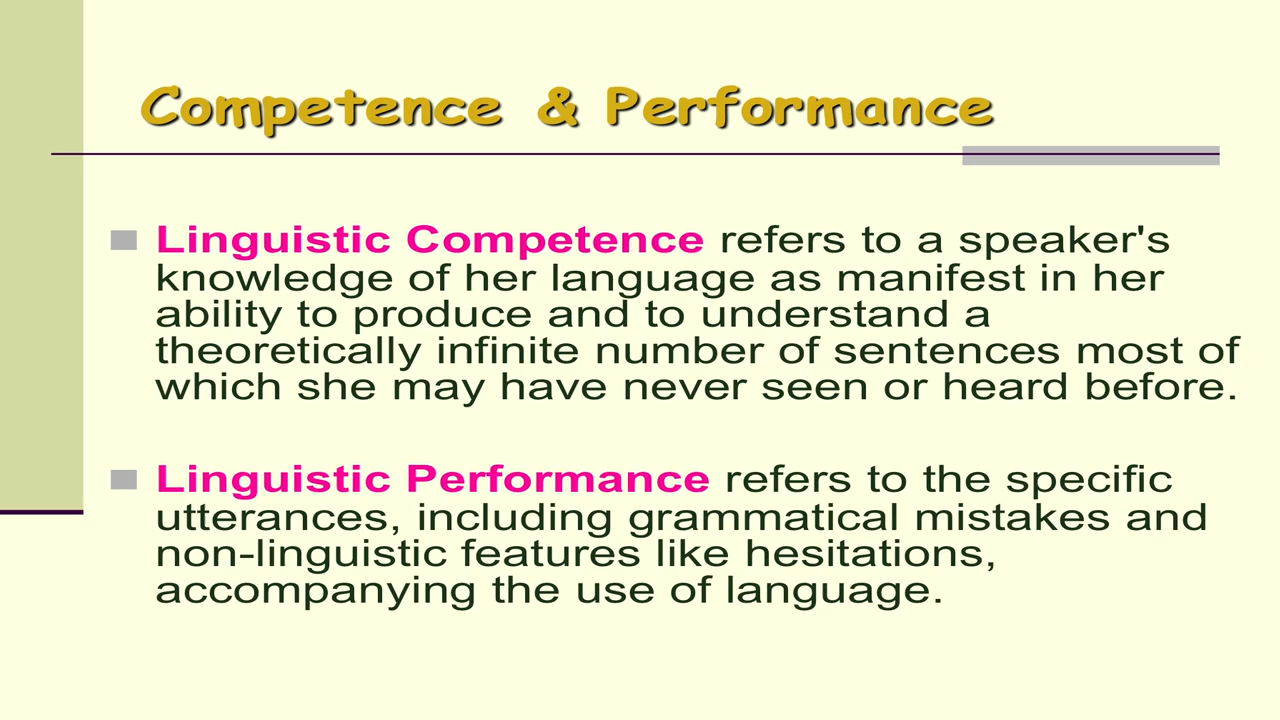 Competence & Performance
Linguistic Competence refers to a speaker's
knowledge of her language as manifest in her
ability to produce and to understand a
theoretically infinite number of sentences most of
which she may have never seen or heard before.
Linguistic Performance refers to the specific
utterances, including grammatical mistakes and
non-linguistic features like hesitations,
accompanying the use of language.